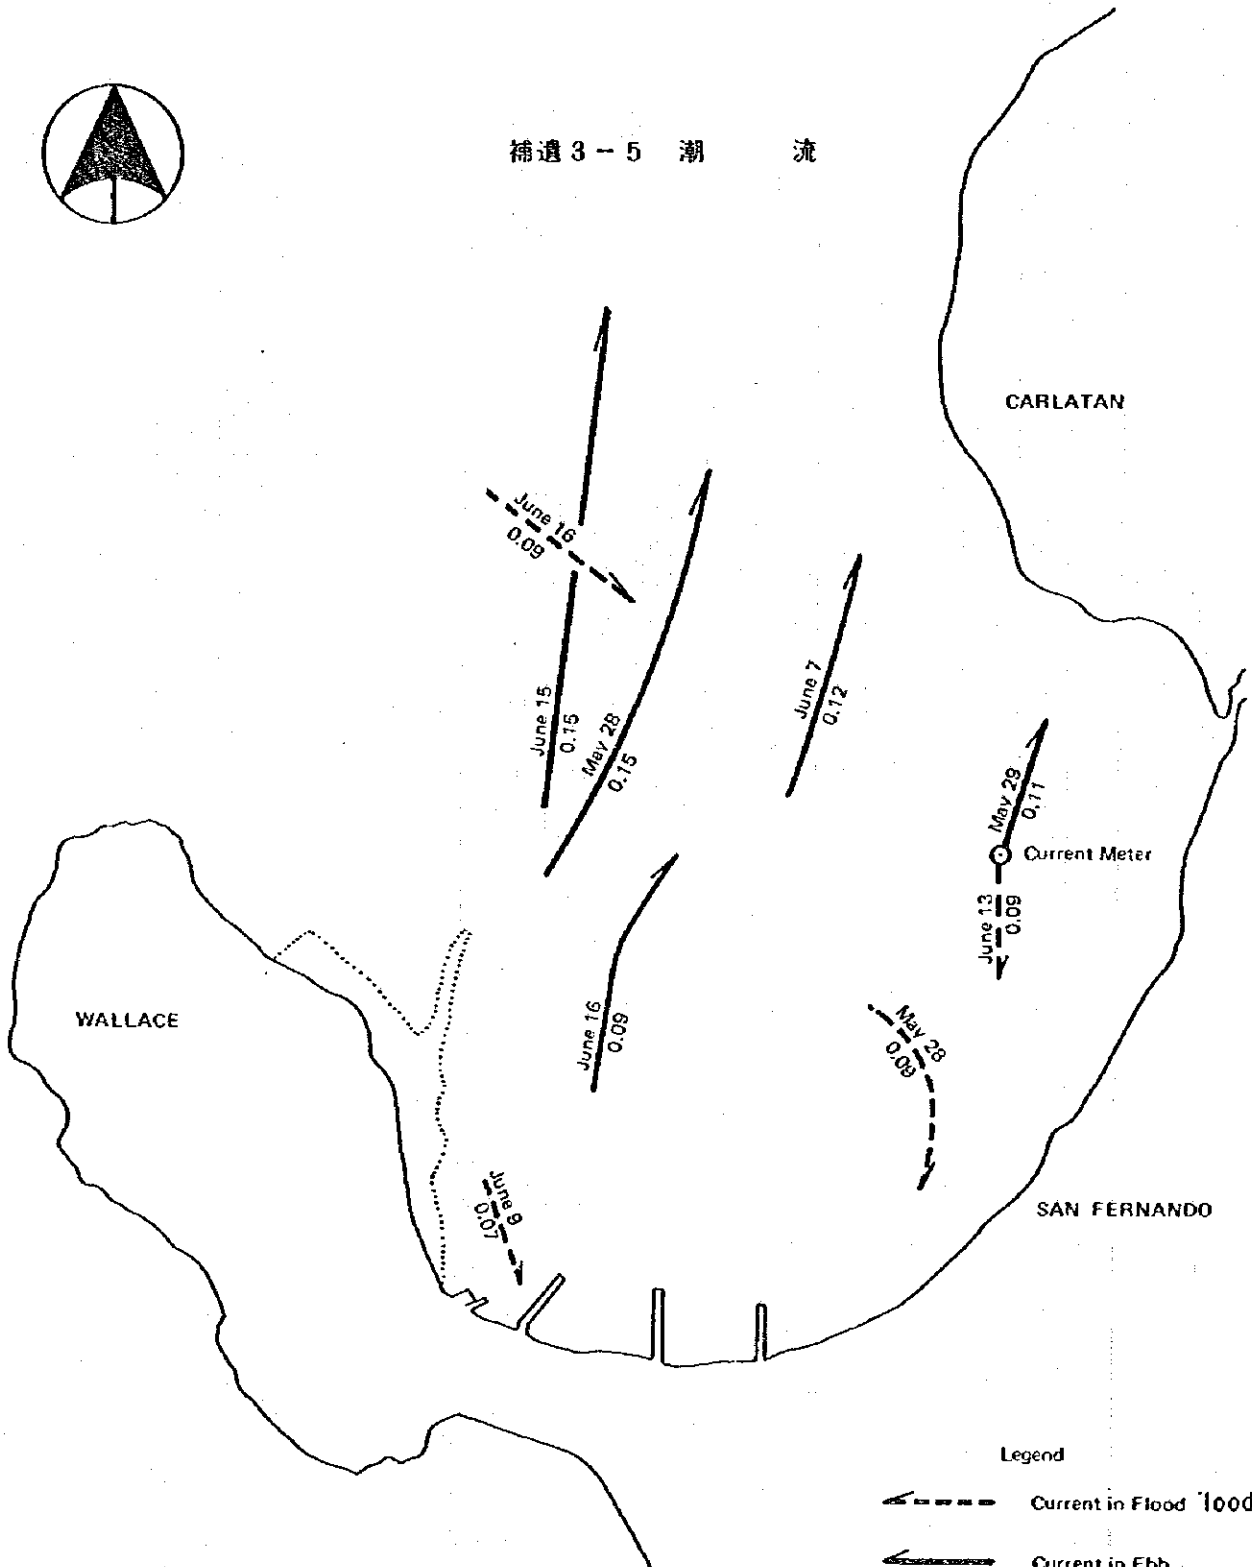 補遺3-5 潮 流
CARLATAN
June 16
0.09
June 15
0.15
May 28
0.15
June 7
0.12
May 29
0.11
Current Meter
June 13
0.09
WALLACE
June 16
0.09
May 28
0.09
June 9
0.07
SAN FERNANDO
Legend
Current in Flood lood
Current in Ebb